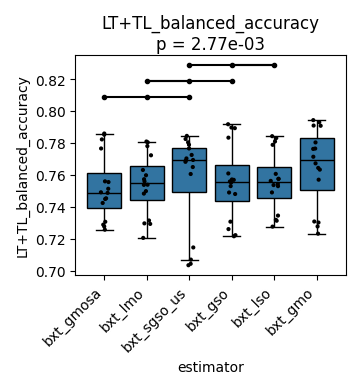 LT+TL_balanced_accuracy
p = 2.77e-03
LT+TL_balanced_accuracy
0.82
0.80
0.78
0.76
0.74
0.72
0.70
bxt_gmosa
bxt_lmo
bxt_sgso_us
bxt_gso
bxt_lso
bxt_gmo
estimator